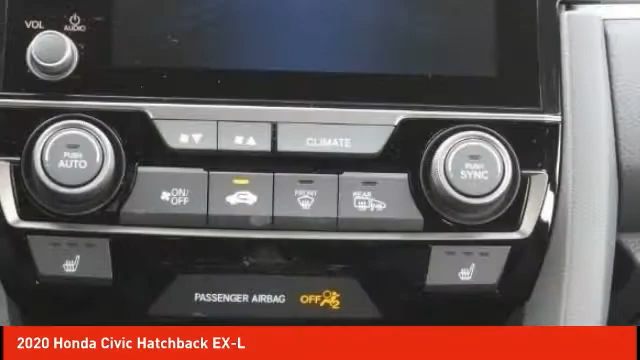 VOL
AUDIO
PUSH
AUTO
CLIMATE
PUSH
SYNC
ON/
OFF
FRONT
REAR
PASSENGER AIRBAG OFF 2
2020 Honda Civic Hatchback EX-L